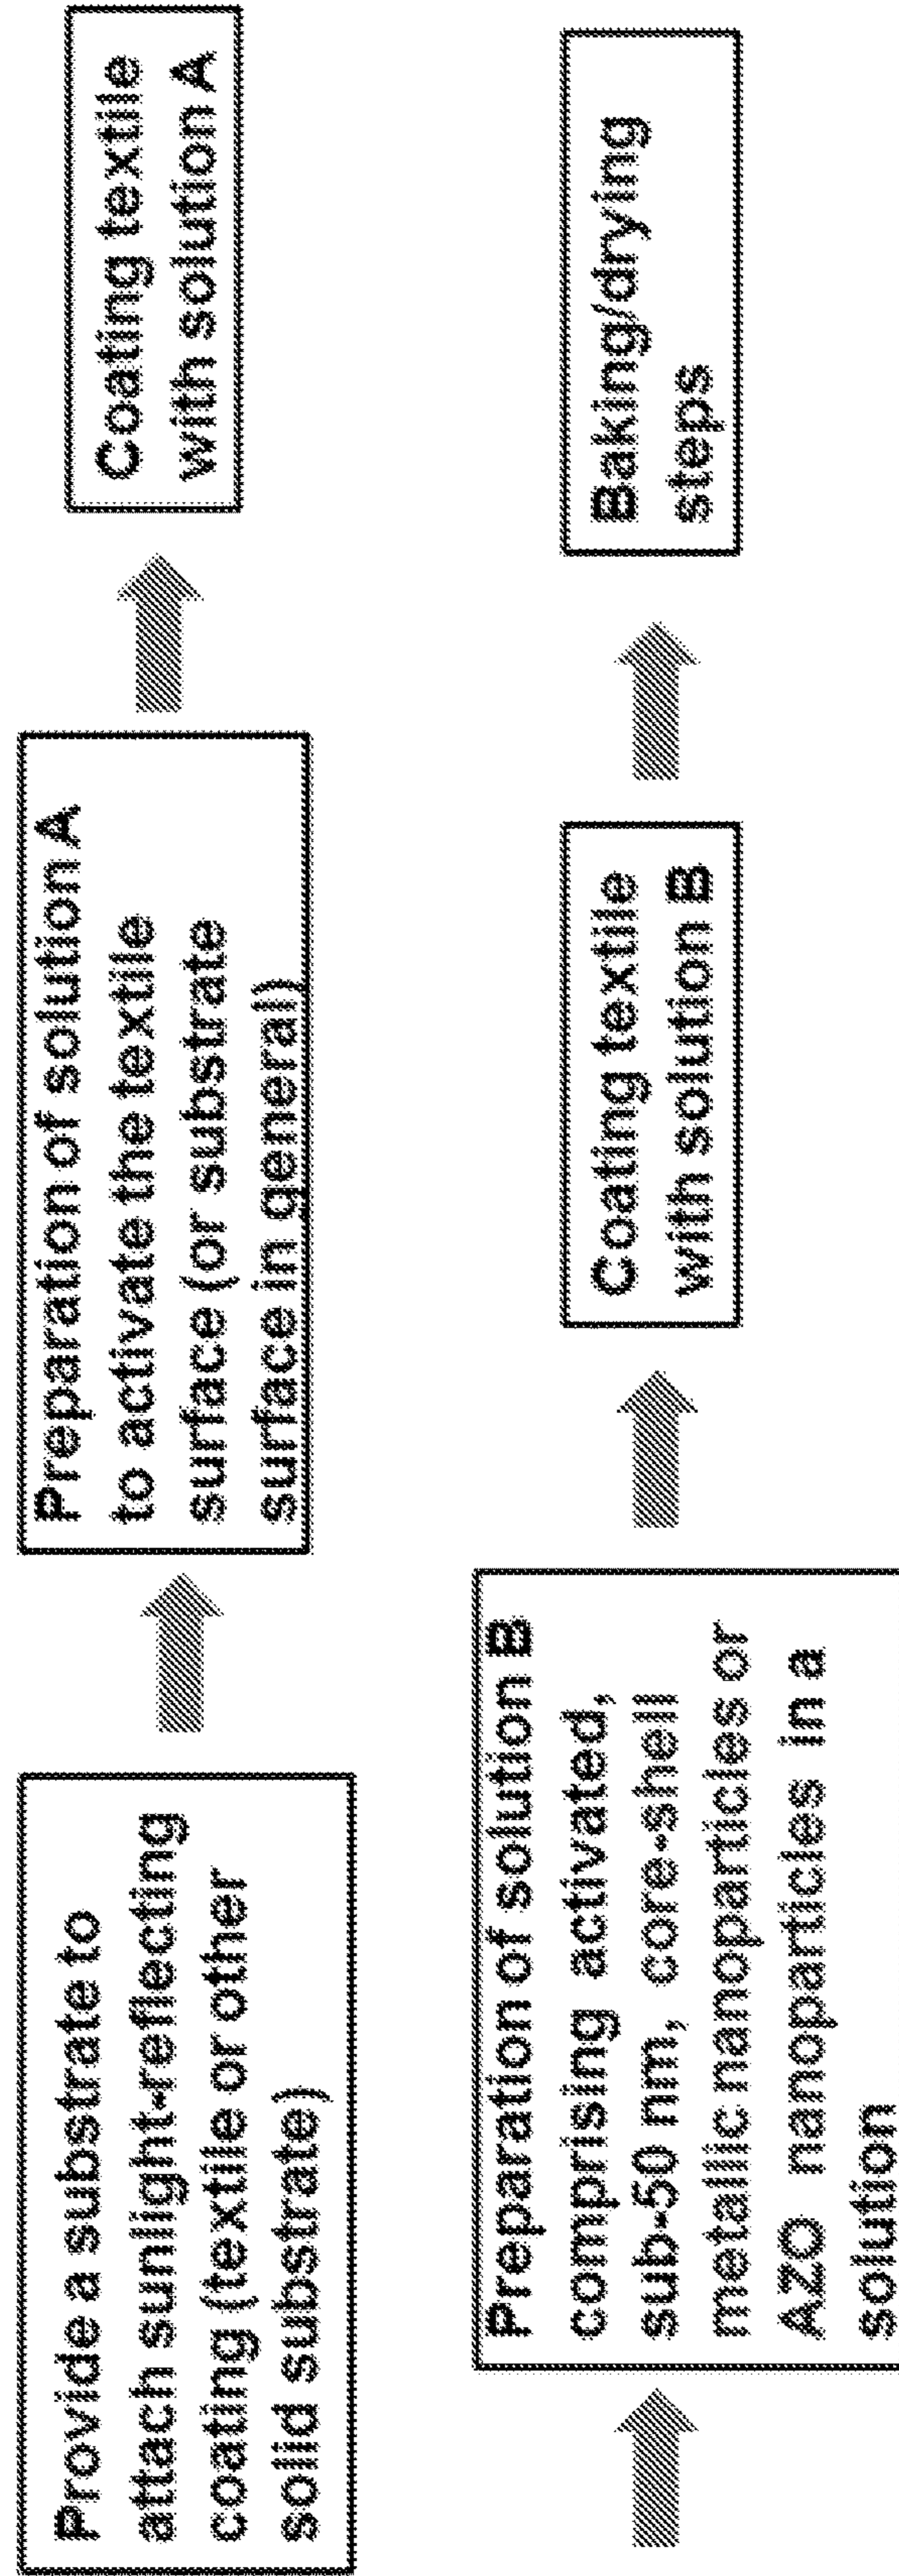 Provide a substrate to
attach sunlight-reflecting
coating (textile or other
solid substrate)
Preparation of solution A
to activate the textile
surface (or substrate
surface in general)
Coating textile
with solution A
Preparation of solution B
comprising activated,
sub-50 nm, core-shell
metallic nanoparticles or
AZO nanoparticles in a
solution
Coating textile
with solution B
Baking/drying
steps